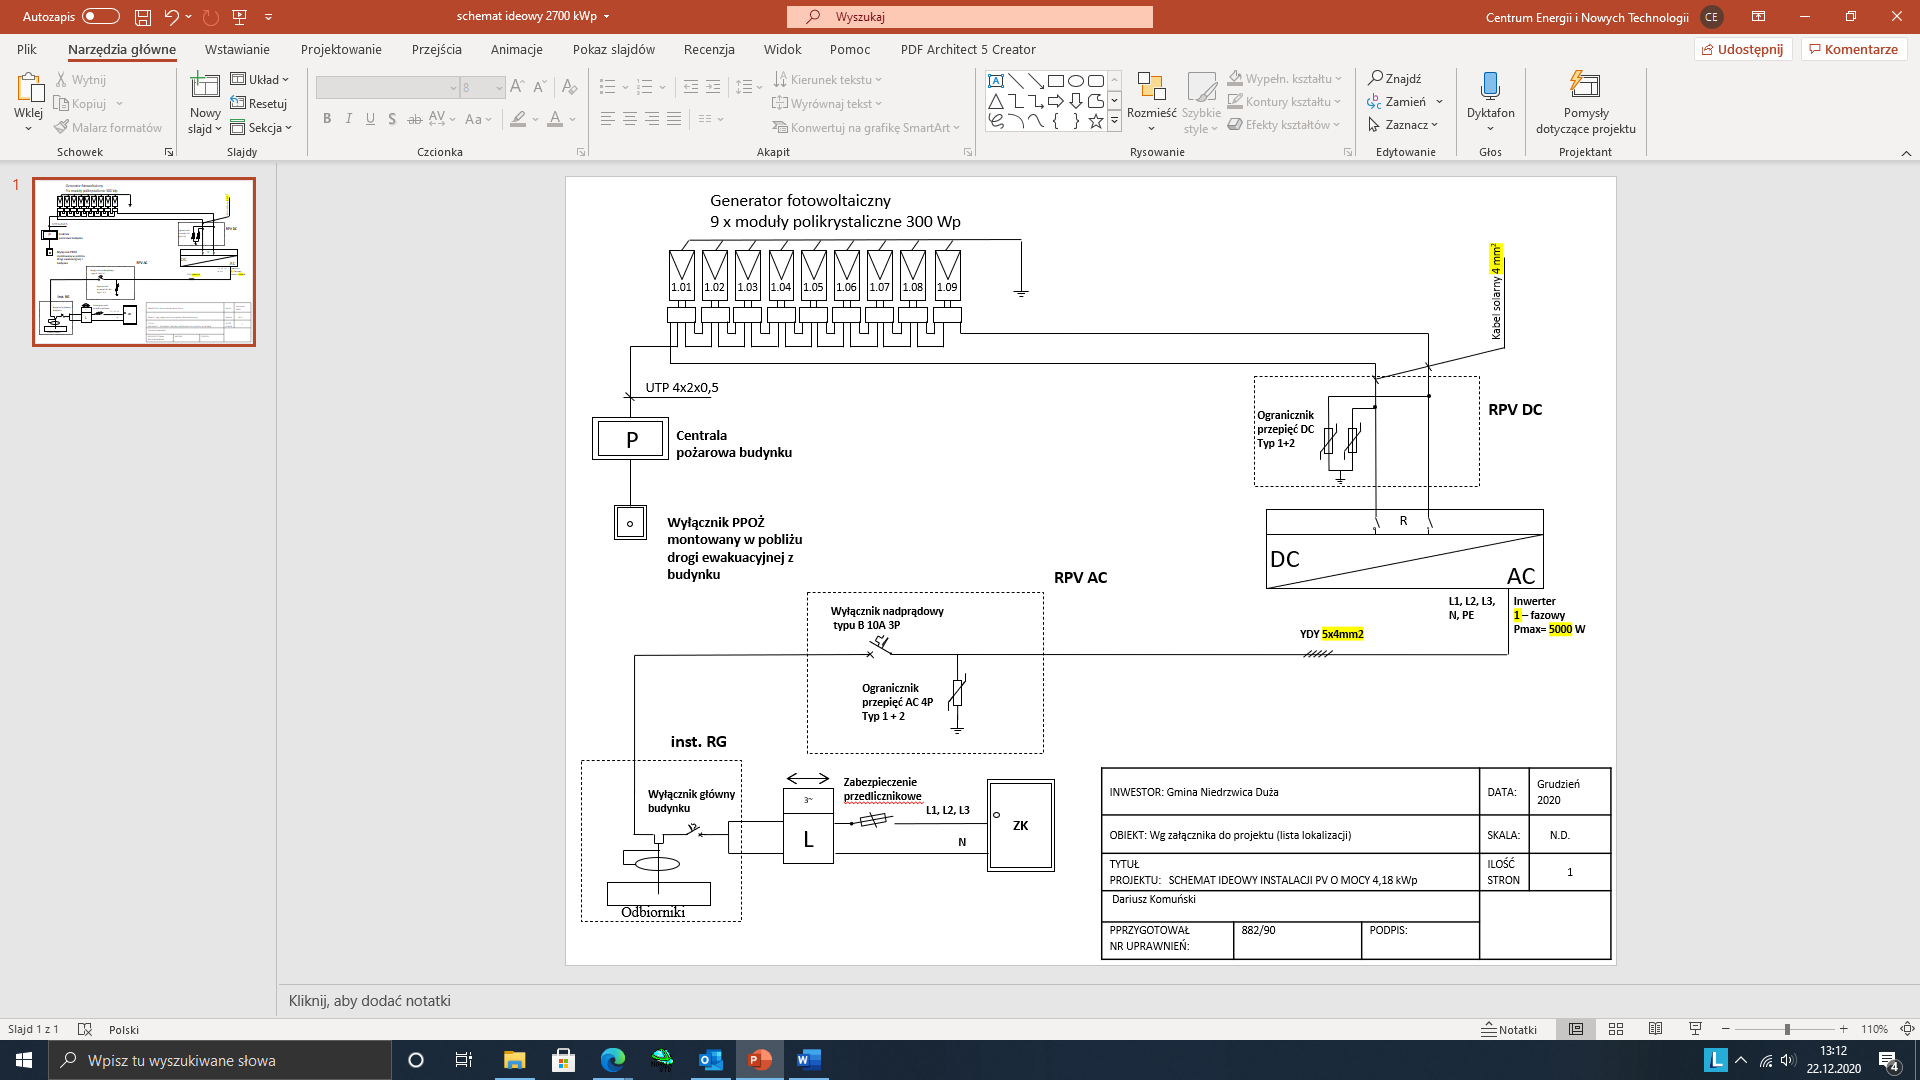 Autozapis
schemat ideowy 2700 kWp
Wyszukaj
Centrum Energii i Nowych Technologii
CE
Plik
Narzędzia główne
Wstawianie
Projektowanie
Przejścia
Animacje
Pokaz slajdów
Recenzja
Widok
Pomoc
PDF Architect 5 Creator
Udostępnij
Komentarze
Wklej
Wytnij
Kopiuj
Malarz formatów
Schowek
Nowy
slajd
Układ
Resetuj
Sekcja
Slajdy
8
B I U S ab AV Aa A
Czcionka
Kierunek tekstu
Wyrównaj tekst
Konwertuj na grafikę SmartArt
Akapit
Rozmieść
Szybkie
style
Wypełn. kształtu
Kontury kształtu
Efekty kształtów
Rysowanie
Znajdź
Zamień
Zaznacz
Edytowanie
Dyktafon
Głos
Pomysły
dotyczące projektu
Projektant
1
Generator fotowoltaiczny
9 x moduły polikrystaliczne 300 Wp
1.01 1.02 1.03 1.04 1.05 1.06 1.07 1.08 1.09
Kabel solarny 4 mm²
UTP 4x2x0,5
P
Centrala
pożarowa budynku
Wyłącznik PPOŻ
montowany w pobliżu
drogi ewakuacyjnej z
budynku
Ogranicznik
przepięć DC
Typ 1+2
RPV DC
R
DC
AC
L1, L2, L3,
N, PE
Inwerter
1 – fazowy
Pmax= 5000 W
YDY 5x4mm2
RPV AC
Wyłącznik nadprądowy
typu B 10A 3P
Ogranicznik
przepięć AC 4P
Typ 1 + 2
inst. RG
Wyłącznik główny
budynku
Odbiorniki
3~
L
Zabezpieczenie
przedlicznikowe
L1, L2, L3
N
ZK
INWESTOR: Gmina Niedrzwica Duża
DATA:
Grudzień
2020
OBIEKT: Wg załącznika do projektu (lista lokalizacji)
SKALA:
N.D.
TYTUŁ
PROJEKTU: SCHEMAT IDEOWY INSTALACJI PV O MOCY 4,18 kWp
ILOŚĆ
STRON
1
Dariusz Komuński
PPRZYGOTOWAŁ
NR UPRAWNIEŃ:
882/90
PODPIS:
Kliknij, aby dodać notatki
Slajd 1 z 1
Polski
Notatki
110%
Wpisz tu wyszukiwane słowa
13:12
22.12.2020
4